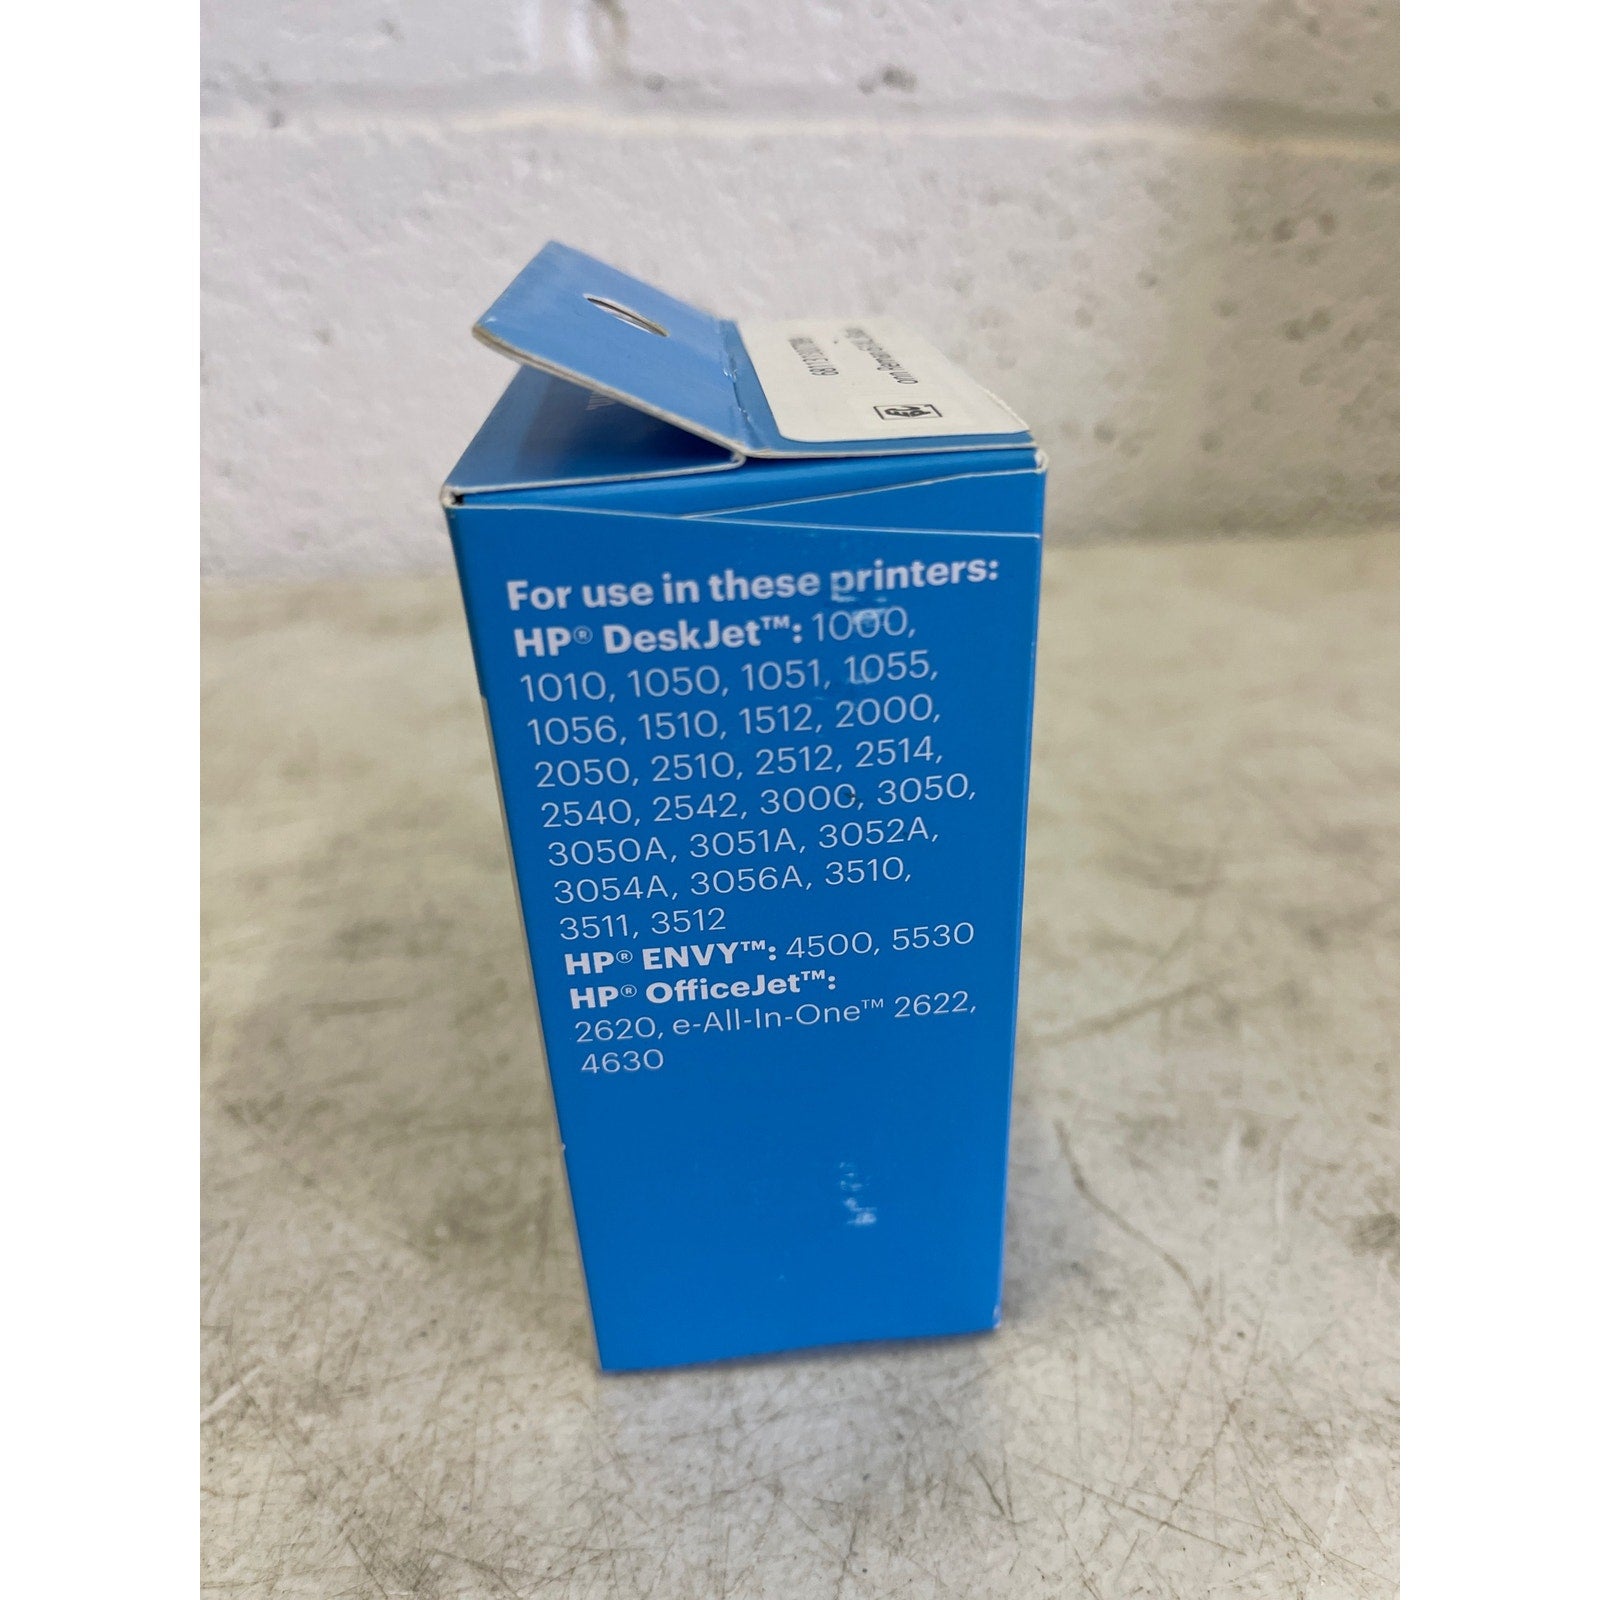 For use in these printers:
HP® DeskJet™: 1000,
1010, 1050, 1051, 1055,
1056, 1510, 1512, 2000,
2050, 2510, 2512, 2514,
2540, 2542, 3000, 3050,
3050A, 3051A, 3052A,
3054A, 3056A, 3510,
3511, 3512
HP® ENVY™: 4500, 5530
HP® OfficeJet™:
2620, e-All-In-One™ 2622,
4630